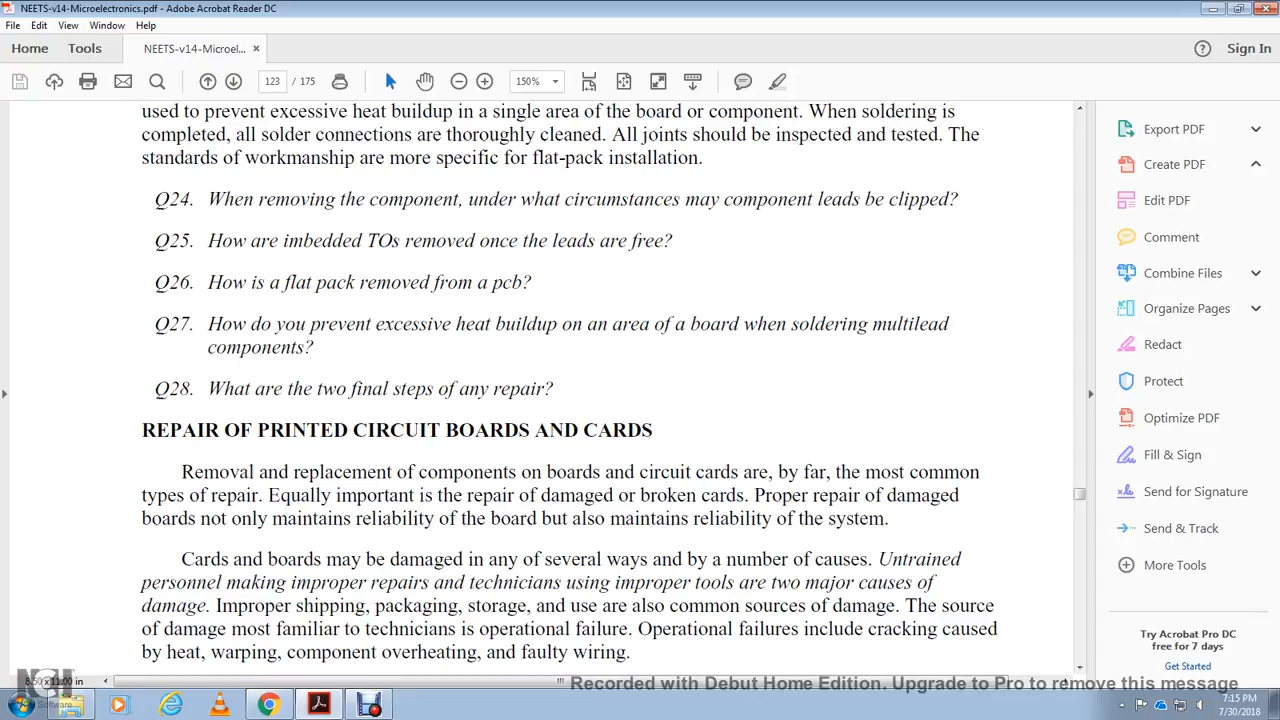 NEETS-v14-Microelectronics.pdf - Adobe Acrobat Reader DC
File Edit View Window Help
Home Tools NEETS-v14-Microel... × Sign In
123 / 175 150%
used to prevent excessive heat buildup in a single area of the board or component. When soldering is
completed, all solder connections are thoroughly cleaned. All joints should be inspected and tested. The
standards of workmanship are more specific for flat-pack installation.
Q24. When removing the component, under what circumstances may component leads be clipped?
Q25. How are imbedded TOs removed once the leads are free?
Q26. How is a flat pack removed from a pcb?
Q27. How do you prevent excessive heat buildup on an area of a board when soldering multilead
components?
Q28. What are the two final steps of any repair?
REPAIR OF PRINTED CIRCUIT BOARDS AND CARDS
Removal and replacement of components on boards and circuit cards are, by far, the most common
types of repair. Equally important is the repair of damaged or broken cards. Proper repair of damaged
boards not only maintains reliability of the board but also maintains reliability of the system.
Cards and boards may be damaged in any of several ways and by a number of causes. Untrained
personnel making improper repairs and technicians using improper tools are two major causes of
damage. Improper shipping, packaging, storage, and use are also common sources of damage. The source
of damage most familiar to technicians is operational failure. Operational failures include cracking caused
by heat, warping, component overheating, and faulty wiring.
Export PDF
Create PDF
Edit PDF
Comment
Combine Files
Organize Pages
Redact
Protect
Optimize PDF
Fill & Sign
Send for Signature
Send & Track
More Tools
Try Acrobat Pro DC
free for 7 days
Get Started
8.50 x 11.00 in
NCH
Software
Recorded with Debut Home Edition. Upgrade to Pro to remove this message
7:15 PM
7/30/2018